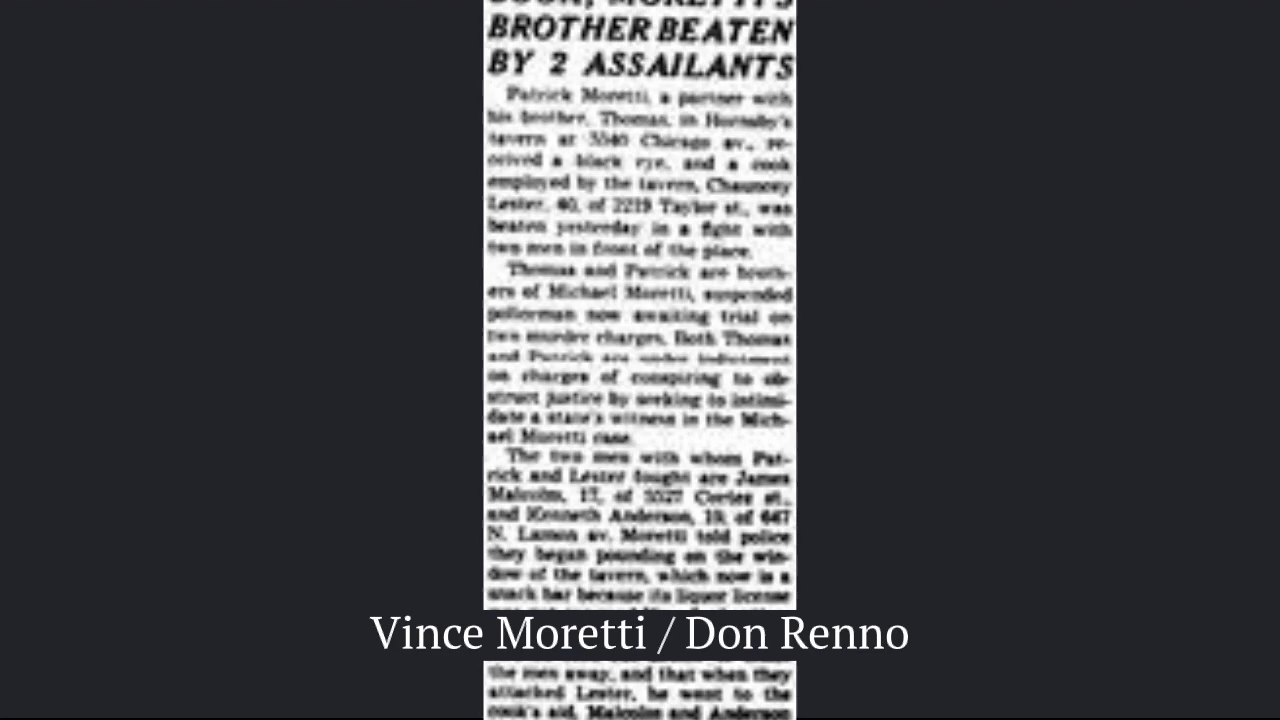 BROTHER BEATEN
BY 2 ASSAILANTS
Patrick Moretti, a partner with
his brother, Thomas, in Hornsby's
tavern at 5540 Chicago av., re-
ceived a black eye, and a cook
employed by the tavern, Chauncey
Lester, 40, of 2219 Taylor st., was
beaten yesterday in a fight with
two men in front of the place.
Thomas and Patrick are broth-
ers of Michael Moretti, suspended
policeman now awaiting trial on
two murder charges. Both Thomas
and Patrick are under indictment
on charges of conspiring to ob-
struct justice by seeking to intimi-
date a state's witness in the Mich-
ael Moretti case.
The two men with whom Pat-
rick and Lester fought are James
Malcolm, 17, of 5527 Cortez st.,
and Kenneth Anderson, 19, of 647
N. Lamon av. Moretti told police
they began pounding on the win-
dow of the tavern, which now is a
snack bar because its liquor license
Vince Moretti / Don Renno
the men away, and that when they
attacked Lester, he went to the
cook's aid. Malcolm and Anderson